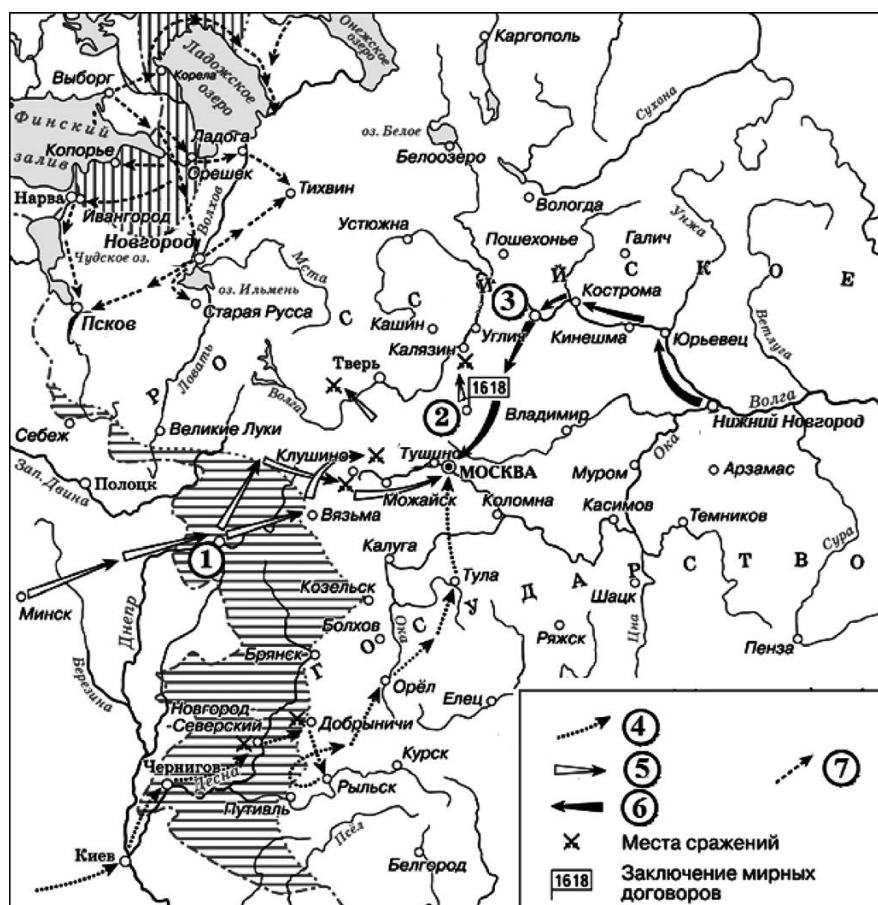 Онежское
озеро
Каргополь
Ладожское
озеро
Выборг
Корела
Финский
залив
Сухона
оз. Белое
Белоозеро
Ладога
Копорье
Орешек
Тихвин
Нарва
Ивангород
Волхов
Вологда
Унжа
Устюжна
Новгород
Пошехонье
Галич
Чудское оз.
Мста
оз. Ильмень
Р О С С И Й С К О Е
Кострома
3
Псков
Старая Русса
Кашин
Углич
Кинешма
Юрьевец
Ветлуга
Калязин
Ловать
Тверь
1618
Волга
2
Владимир
Волга
Нижний Новгород
Себеж
Великие Луки
Клушино
Тушино
МОСКВА
Ока
Зап. Двина
Полоцк
Можайск
Муром
Арзамас
Коломна
Касимов
Вязьма
Темников
1
Калуга
Сура
Г О С У Д А Р С Т В О
Минск
Козельск
Тула
Шацк
Днепр
Болхов
Ока
Ряжск
Цна
Пенза
Березина
Брянск
Орёл
Елец
Новгород-
-Северский
Добрыничи
Чернигов
Десна
Курск
Рыльск
Путивль
Псёл
Киев
Белгород
4
5
7
6
Места сражений
1618
Заключение мирных
договоров